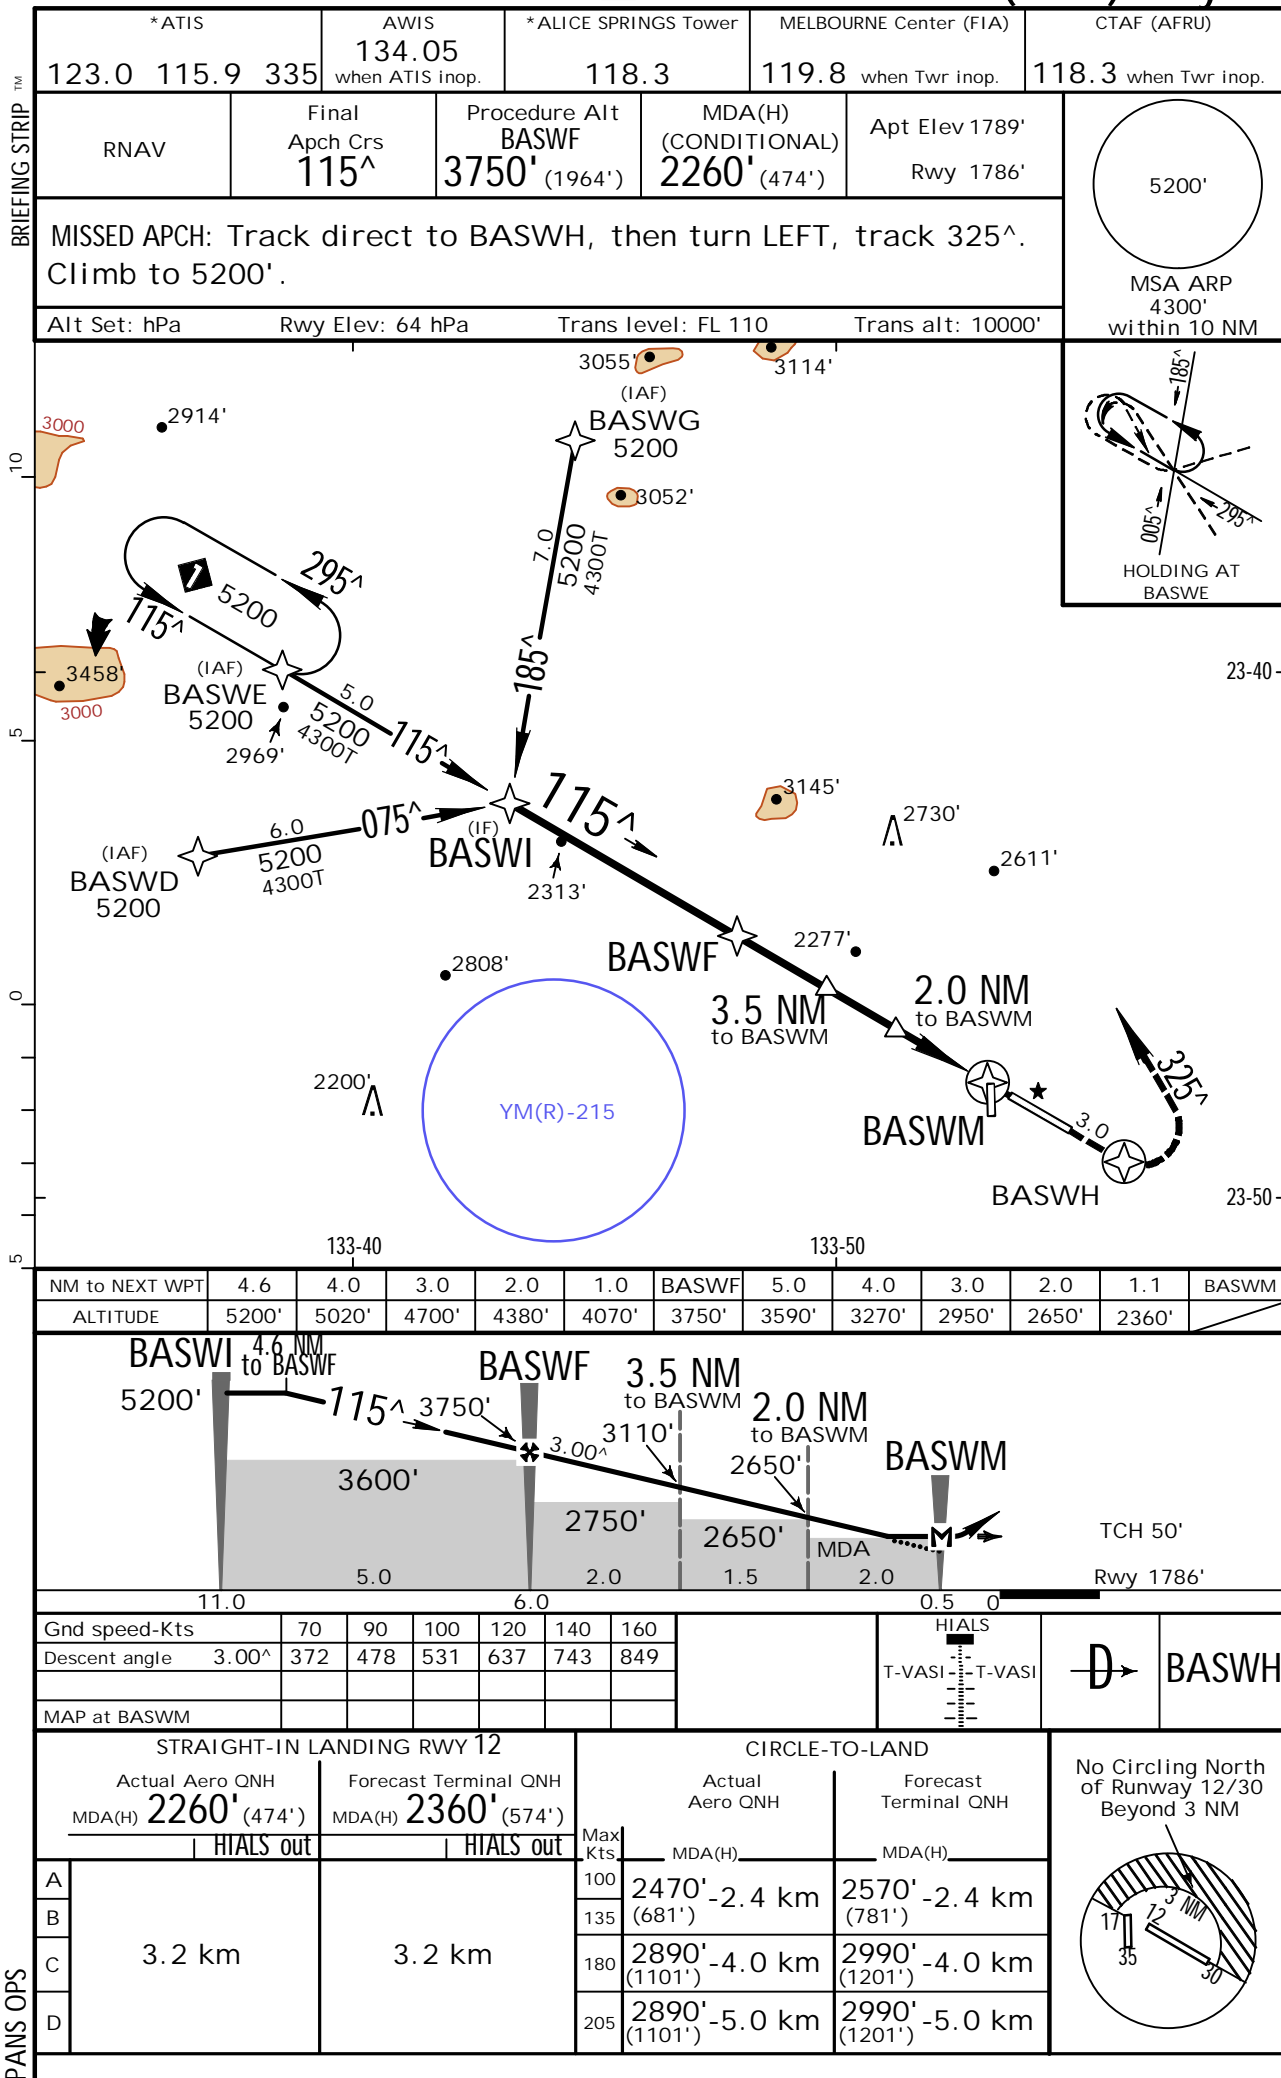 *ATIS
123.0 115.9 335
AWIS
134.05
when ATIS inop.
*ALICE SPRINGS Tower
118.3
MELBOURNE Center (FIA)
119.8 when Twr inop.
CTAF (AFRU)
118.3 when Twr inop.
BRIEFING STRIP TM
RNAV
Final
Apch Crs
115^
Procedure Alt
BASWF
3750' (1964')
MDA(H)
(CONDITIONAL)
2260' (474')
Apt Elev 1789'
Rwy 1786'
5200'
MSA ARP
4300'
within 10 NM
MISSED APCH: Track direct to BASWH, then turn LEFT, track 325^.
Climb to 5200'.
Alt Set: hPa Rwy Elev: 64 hPa Trans level: FL 110 Trans alt: 10000'
3055'
3114'
(IAF)
BASWG
5200
3000
2914'
10
3052'
7.0
5200
4300T
185^
185^
005^
295^
HOLDING AT
BASWE
295^
5200
115^
3458'
3000
(IAF)
BASWE
5200
2969'
5.0
5200
4300T
115^
23-40
5
115^
3145'
2730'
2611'
6.0
5200
4300T
075^
(IF)
BASWI
(IAF)
BASWD
5200
2313'
BASWF
2277'
2808'
0
3.5 NM
to BASWM
2.0 NM
to BASWM
2200'
YM(R)-215
BASWM
3.0
325^
BASWH
23-50
5
133-40
133-50
NM to NEXT WPT 4.6 4.0 3.0 2.0 1.0 BASWF 5.0 4.0 3.0 2.0 1.1 BASWM
ALTITUDE 5200' 5020' 4700' 4380' 4070' 3750' 3590' 3270' 2950' 2650' 2360'
BASWI
5200'
4.6 NM
to BASWF
115^
3750'
BASWF
3.00^
3.5 NM
to BASWM
3110'
2.0 NM
to BASWM
2650'
BASWM
3600'
2750'
2650'
MDA
M
TCH 50'
Rwy 1786'
5.0 2.0 1.5 2.0
11.0 6.0 0.5 0
Gnd speed-Kts 70 90 100 120 140 160
Descent angle 3.00^ 372 478 531 637 743 849
MAP at BASWM
HIALS
T-VASI T-VASI
D
BASWH
STRAIGHT-IN LANDING RWY 12
Actual Aero QNH
MDA(H) 2260' (474')
HIALS out
Forecast Terminal QNH
MDA(H) 2360' (574')
HIALS out
CIRCLE-TO-LAND
Max
Kts
Actual
Aero QNH
MDA(H)
Forecast
Terminal QNH
MDA(H)
A
B
C
D
3.2 km
3.2 km
100
135
180
205
2470' -2.4 km
(681')
2570' -2.4 km
(781')
2890' -4.0 km
(1101')
2990' -4.0 km
(1201')
2890' -5.0 km
(1101')
2990' -5.0 km
(1201')
No Circling North
of Runway 12/30
Beyond 3 NM
3 NM
17
35
12
30
PANS OPS